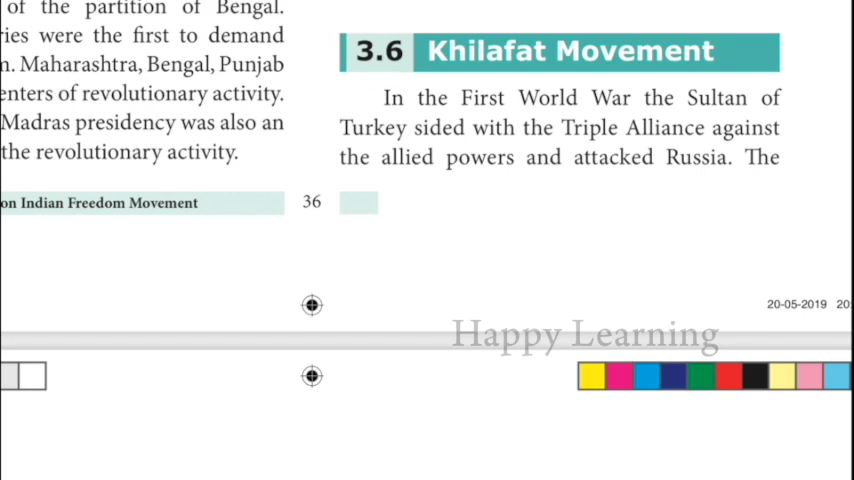 of the partition of Bengal.
ries were the first to demand
n. Maharashtra, Bengal, Punjab
enters of revolutionary activity.
Madras presidency was also an
the revolutionary activity.
on Indian Freedom Movement
36
3.6 Khilafat Movement
In the First World War the Sultan of
Turkey sided with the Triple Alliance against
the allied powers and attacked Russia. The
20-05-2019 20:
Happy Learning